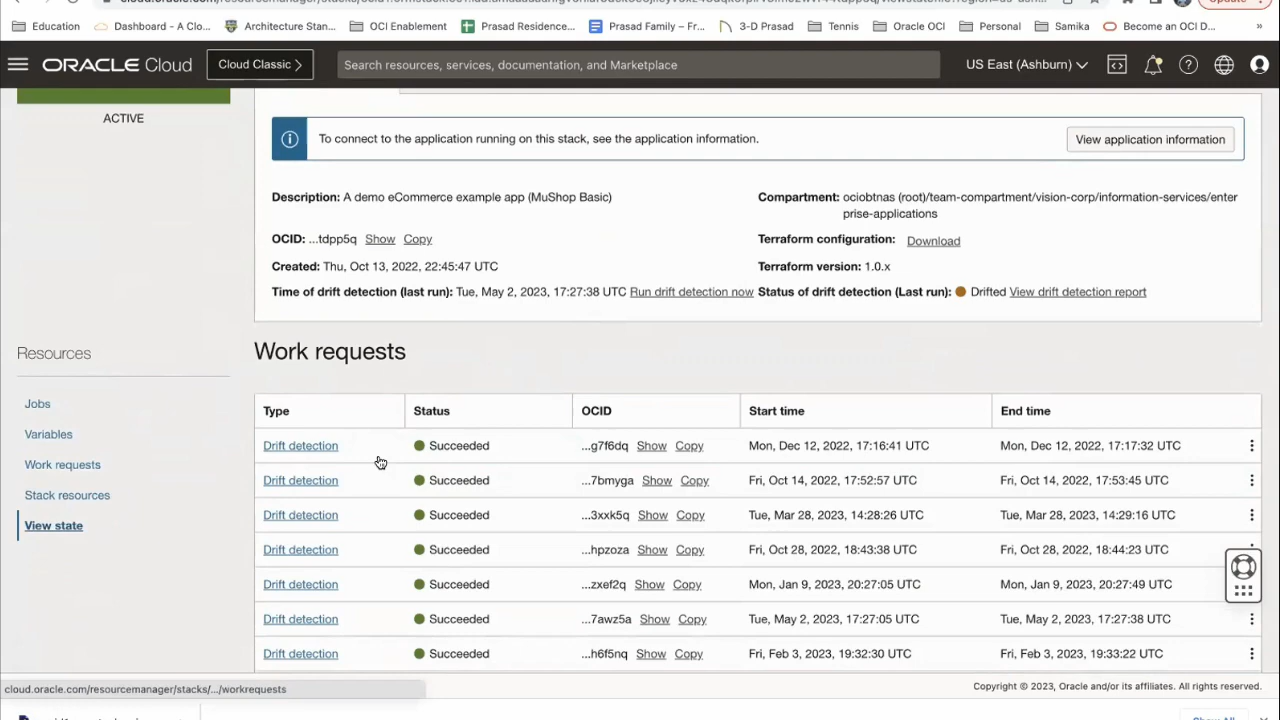 Education Dashboard - A Clo... Architecture Stan... OCI Enablement Prasad Residence... Prasad Family – Fr... 3-D Prasad Tennis Oracle OCI Personal Samika Become an OCI D...
ORACLE Cloud Cloud Classic > Search resources, services, documentation, and Marketplace US East (Ashburn)
ACTIVE
To connect to the application running on this stack, see the application information. View application information
Description: A demo eCommerce example app (MuShop Basic)
Compartment: ociobtnas (root)/team-compartment/vision-corp/information-services/enter
prise-applications
OCID: ...tdpp5q Show Copy
Terraform configuration: Download
Created: Thu, Oct 13, 2022, 22:45:47 UTC
Terraform version: 1.0.x
Time of drift detection (last run): Tue, May 2, 2023, 17:27:38 UTC Run drift detection now
Status of drift detection (Last run): Drifted View drift detection report
Resources
Jobs
Variables
Work requests
Stack resources
View state
Work requests
Type Status OCID Start time End time
Drift detection Succeeded ...g7f6dq Show Copy Mon, Dec 12, 2022, 17:16:41 UTC Mon, Dec 12, 2022, 17:17:32 UTC
Drift detection Succeeded ...7bmyga Show Copy Fri, Oct 14, 2022, 17:52:57 UTC Fri, Oct 14, 2022, 17:53:45 UTC
Drift detection Succeeded ...3xxk5q Show Copy Tue, Mar 28, 2023, 14:28:26 UTC Tue, Mar 28, 2023, 14:29:16 UTC
Drift detection Succeeded ...hpzoza Show Copy Fri, Oct 28, 2022, 18:43:38 UTC Fri, Oct 28, 2022, 18:44:23 UTC
Drift detection Succeeded ...zxef2q Show Copy Mon, Jan 9, 2023, 20:27:05 UTC Mon, Jan 9, 2023, 20:27:49 UTC
Drift detection Succeeded ...7awz5a Show Copy Tue, May 2, 2023, 17:27:05 UTC Tue, May 2, 2023, 17:27:38 UTC
Drift detection Succeeded ...h6f5nq Show Copy Fri, Feb 3, 2023, 19:32:30 UTC Fri, Feb 3, 2023, 19:33:22 UTC
cloud.oracle.com/resourcemanager/stacks/.../workrequests
Copyright © 2023, Oracle and/or its affiliates. All rights reserved.